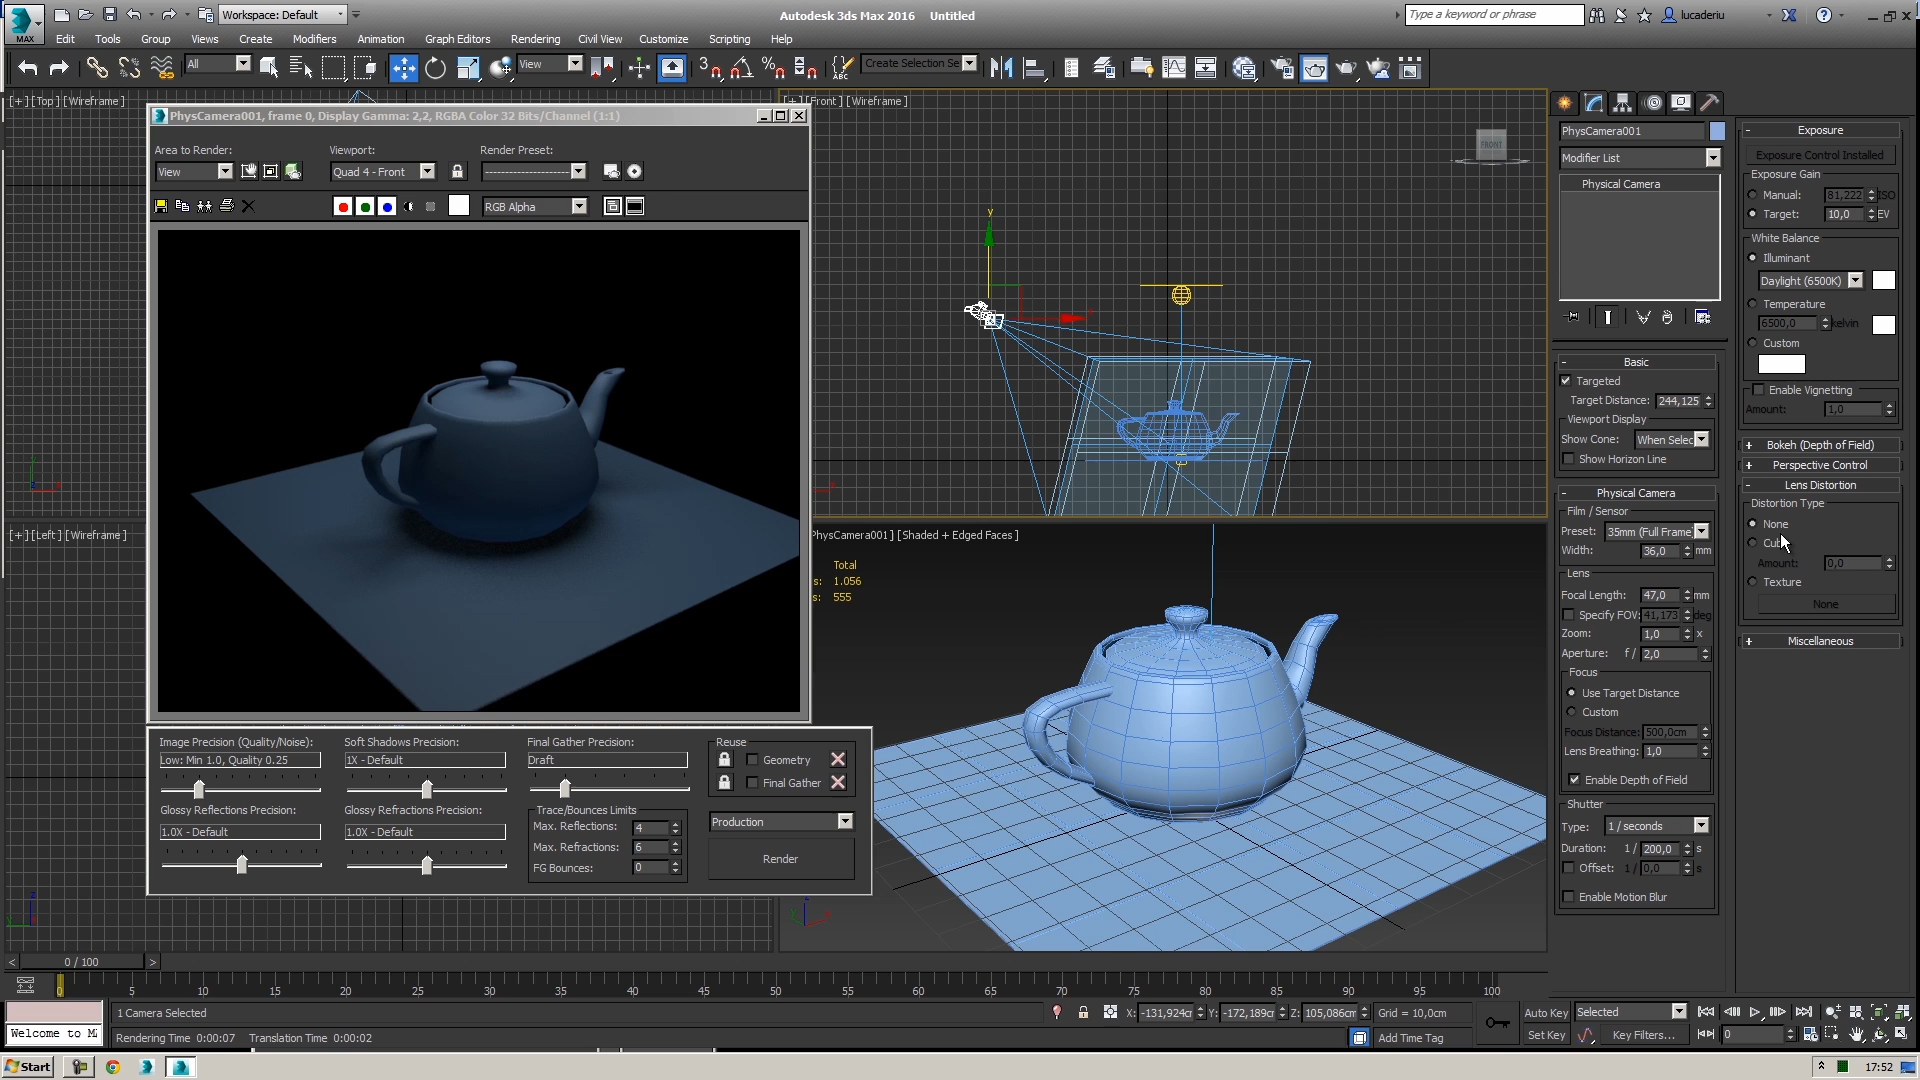 Workspace: Default
Autodesk 3ds Max 2016 Untitled
Type a keyword or phrase
lucaderiu
MAX
Edit Tools Group Views Create Modifiers Animation Graph Editors Rendering Civil View Customize Scripting Help
All
View
Create Selection Se
[+][Top][Wireframe]
[+][Front][Wireframe]
FRONT
PhysCamera001, frame 0, Display Gamma: 2,2, RGBA Color 32 Bits/Channel (1:1)
Area to Render:
View
Viewport:
Quad 4 - Front
Render Preset:
RGB Alpha
y
[+][Left][Wireframe]
PhysCamera001][Shaded + Edged Faces]
Total
s: 1.056
s: 555
Image Precision (Quality/Noise):
Low: Min 1.0, Quality 0.25
Soft Shadows Precision:
1X - Default
Final Gather Precision:
Draft
Glossy Reflections Precision:
1.0X - Default
Glossy Refractions Precision:
1.0X - Default
Trace/Bounces Limits
Max. Reflections: 4
Max. Refractions: 6
FG Bounces: 0
Reuse
Geometry
Final Gather
Production
Render
PhysCamera001
Modifier List
Physical Camera
Basic
Targeted
Target Distance: 244,125
Viewport Display
Show Cone: When Selec
Show Horizon Line
Physical Camera
Film / Sensor
Preset: 35mm (Full Frame)
Width: 36,0 mm
Lens
Focal Length: 47,0 mm
Specify FOV: 41,173 deg
Zoom: 1,0 x
Aperture: f / 2,0
Focus
Use Target Distance
Custom
Focus Distance: 500,0cm
Lens Breathing: 1,0
Enable Depth of Field
Shutter
Type: 1 / seconds
Duration: 1 / 200,0 s
Offset: 1 / 0,0 s
Enable Motion Blur
Exposure
Exposure Control Installed
Exposure Gain
Manual: 81,222 ISO
Target: 10,0 EV
White Balance
Illuminant
Daylight (6500K)
Temperature
6500,0 kelvin
Custom
Enable Vignetting
Amount: 1,0
Bokeh (Depth of Field)
Perspective Control
Lens Distortion
Distortion Type
None
Amount: 0,0
Texture
None
Miscellaneous
0 / 100
0 5 10 15 20 25 30 35 40 45 50 55 60 65 70 75 80 85 90 95 100
1 Camera Selected
X: -131,924cr Y: -172,189cr Z: 105,086cm
Grid = 10,0cm
Auto Key
Selected
Welcome to M
Rendering Time 0:00:07 Translation Time 0:00:02
Add Time Tag
Set Key
Key Filters...
0
Start
17:52